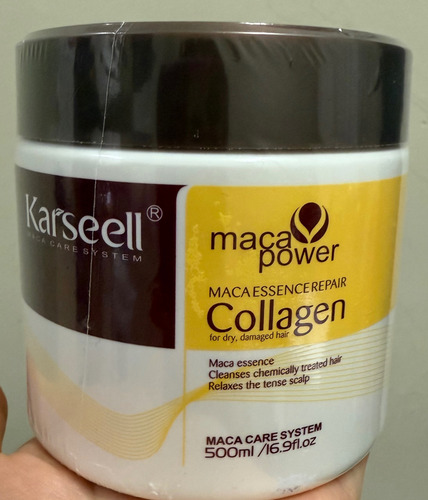 Karseell®
MACA CARE SYSTEM
maca
power
MACA ESSENCE REPAIR
Collagen
for dry, damaged hair
Maca essence
Cleanses chemically treated hair
Relaxes the tense scalp
MACA CARE SYSTEM
500ml /16.9fl.oz